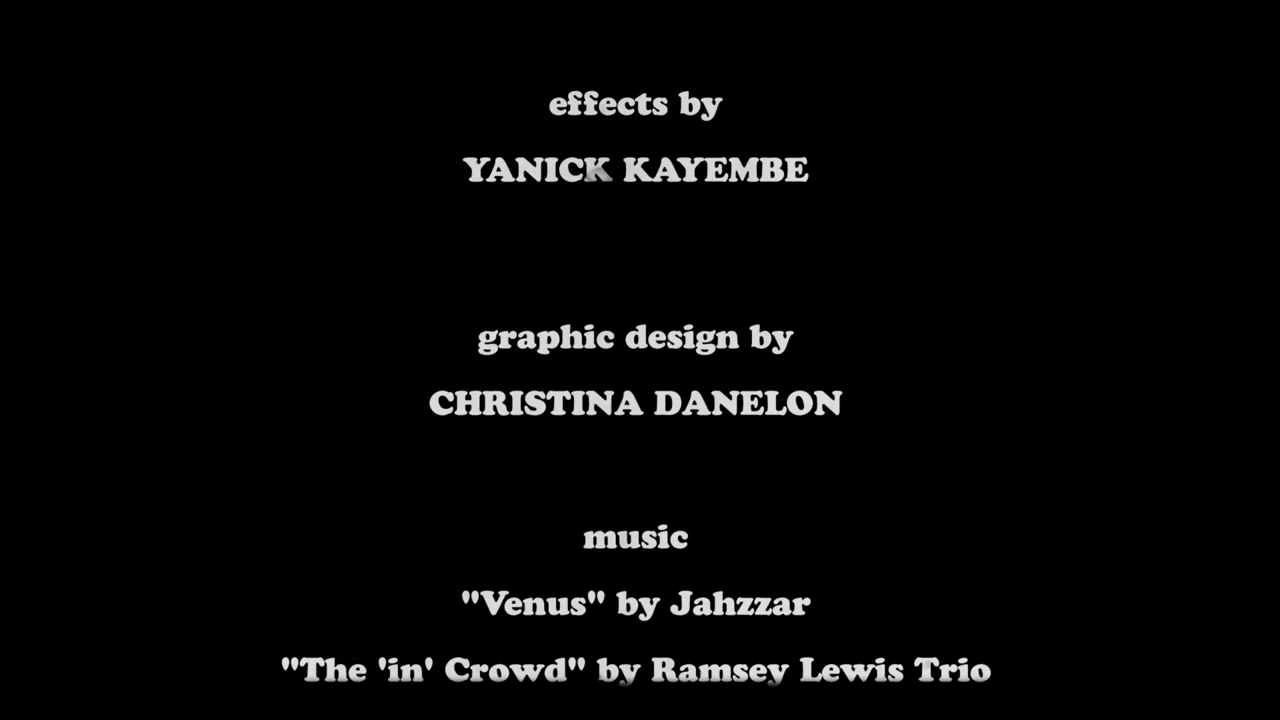 effects by
YANICK KAYEMBE
graphic design by
CHRISTINA DANELON
music
"Venus" by Jahzzar
"The 'in' Crowd" by Ramsey Lewis Trio